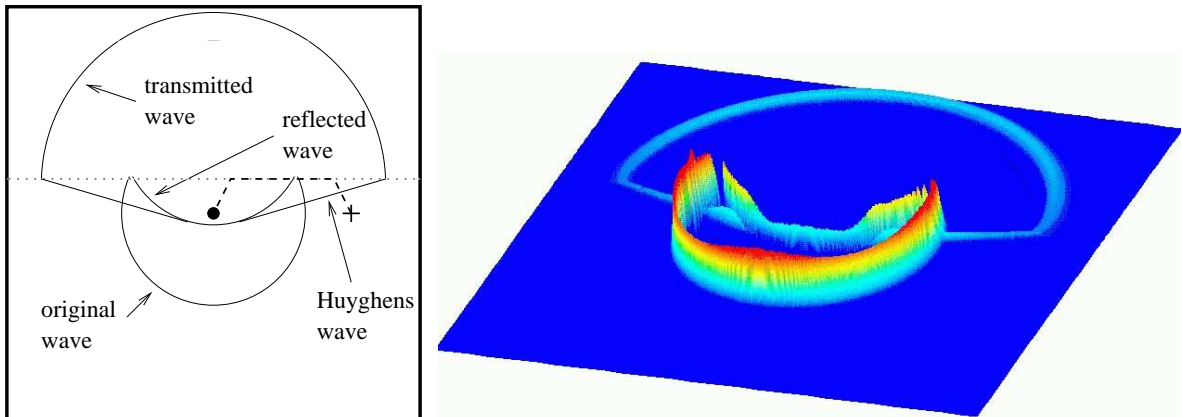 transmitted
wave
reflected
wave
Huyghens
wave
original
wave